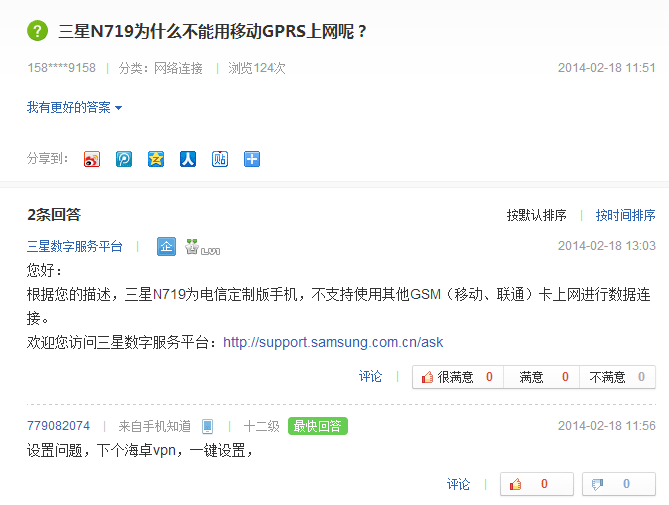 三星N719为什么不能用移动GPRS上网呢？
158****9158 | 分类：网络连接 | 浏览124次 2014-02-18 11:51
我有更好的答案
分享到：
2条回答 按默认排序 | 按时间排序
三星数字服务平台 | 企 LV1 2014-02-18 13:03
您好：
根据您的描述，三星N719为电信定制版手机，不支持使用其他GSM（移动、联通）卡上网进行数据连
接。
欢迎您访问三星数字服务平台：http://support.samsung.com.cn/ask
评论 | 很满意 0 满意 0 不满意 0
779082074 | 来自手机知道 | 十二级 最快回答 2014-02-18 11:56
设置问题，下个海卓vpn，一键设置，
评论 | 0 0